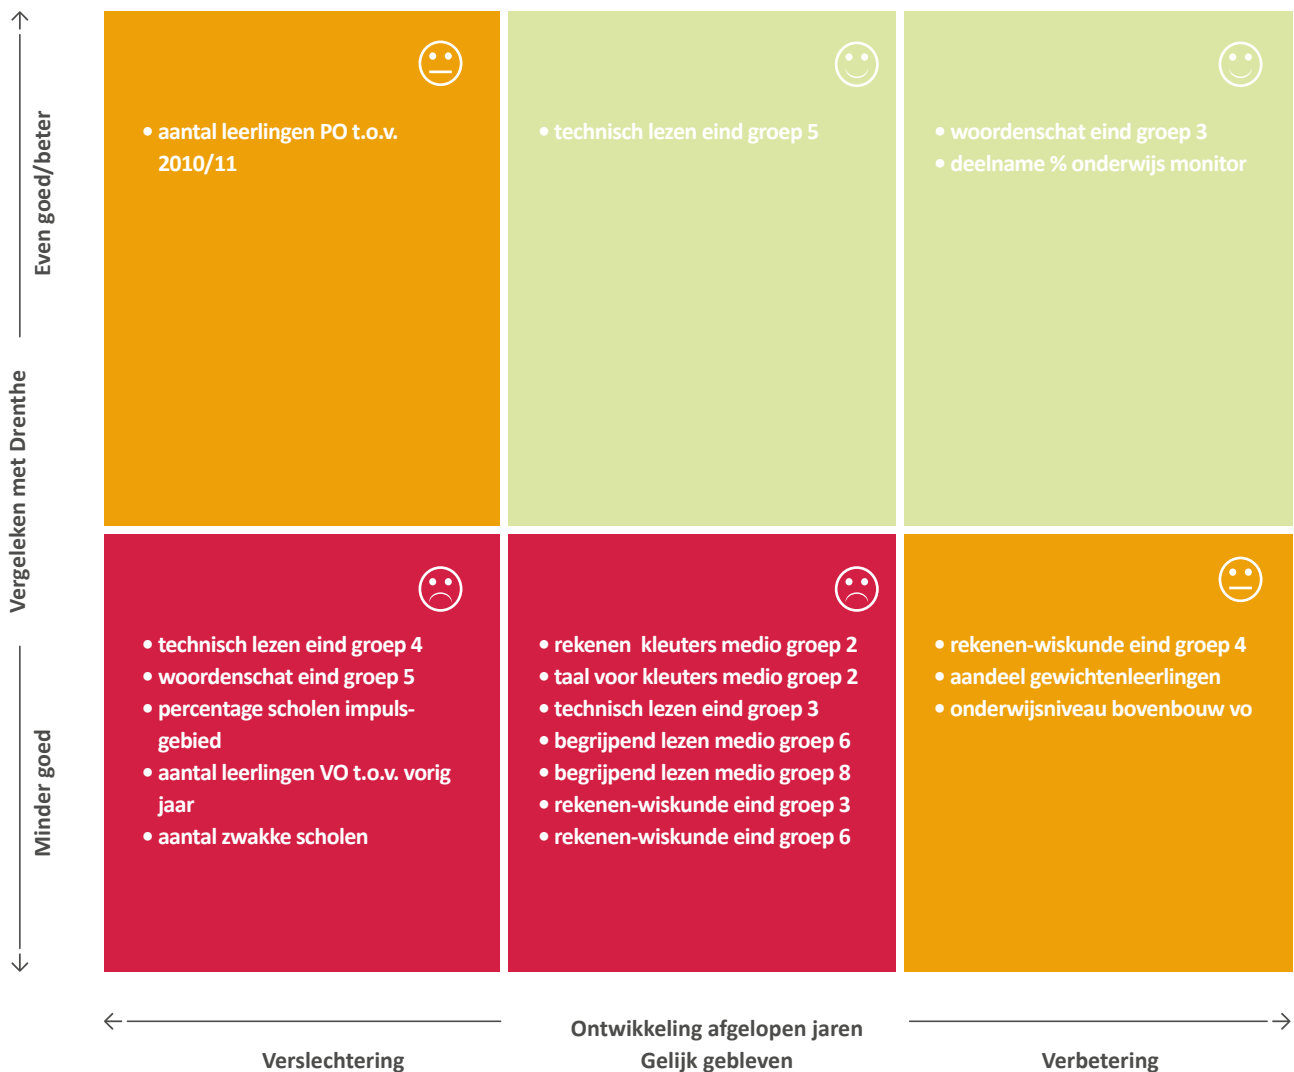 Vergeleken met Drenthe
Even goed/beter
• aantal leerlingen PO t.o.v.
2010/11
• technisch lezen eind groep 5
• woordenschat eind groep 3
• deelname % onderwijs monitor
Minder goed
• technisch lezen eind groep 4
• woordenschat eind groep 5
• percentage scholen impuls-
gebied
• aantal leerlingen VO t.o.v. vorig
jaar
• aantal zwakke scholen
• rekenen  kleuters medio groep 2
• taal voor kleuters medio groep 2
• technisch lezen eind groep 3
• begrijpend lezen medio groep 6
• begrijpend lezen medio groep 8
• rekenen-wiskunde eind groep 3
• rekenen-wiskunde eind groep 6
• rekenen-wiskunde eind groep 4
• aandeel gewichtenleerlingen
• onderwijsniveau bovenbouw vo
Ontwikkeling afgelopen jaren
Verslechtering
Gelijk gebleven
Verbetering